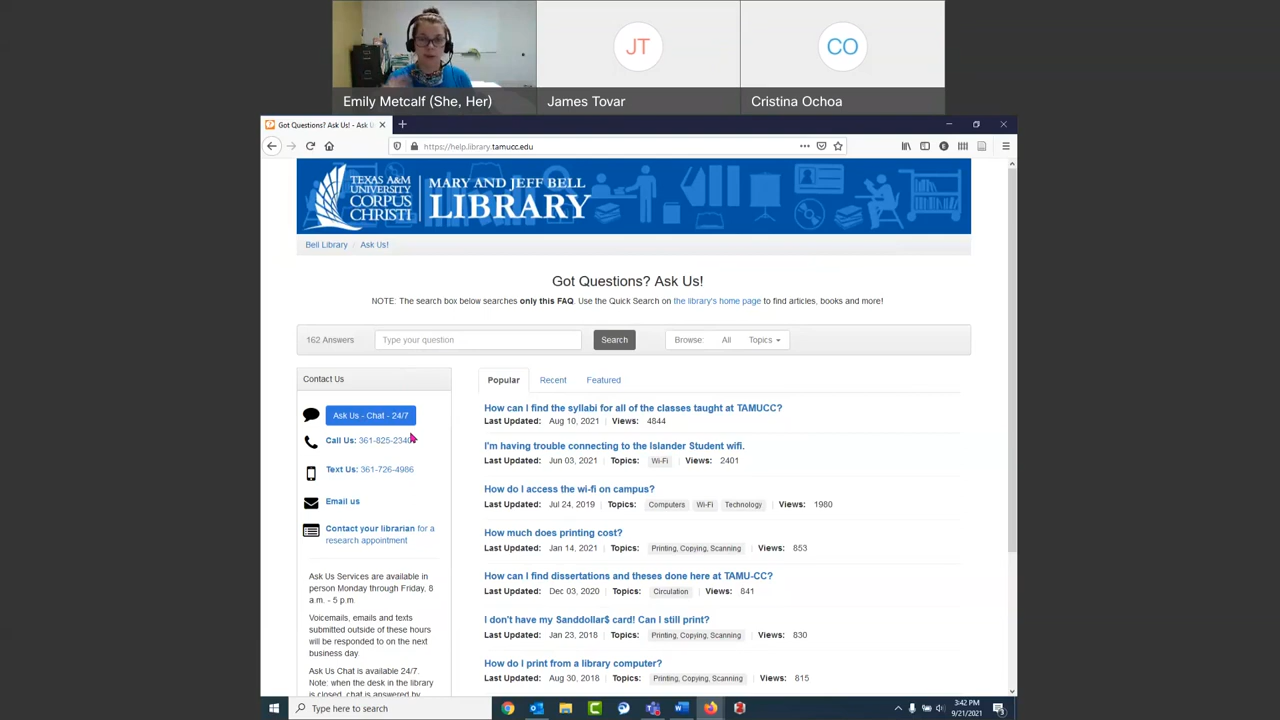 JT
CO
Emily Metcalf (She, Her)
James Tovar
Cristina Ochoa
Got Questions? Ask Us! - Ask U
https://help.library.tamucc.edu
TEXAS A&M
UNIVERSITY
CORPUS
CHRISTI
MARY AND JEFF BELL
LIBRARY
Bell Library / Ask Us!
Got Questions? Ask Us!
NOTE: The search box below searches only this FAQ. Use the Quick Search on the library's home page to find articles, books and more!
162 Answers
Type your question
Search
Browse: All Topics
Contact Us
Ask Us - Chat - 24/7
Call Us: 361-825-2340
Text Us: 361-726-4986
Email us
Contact your librarian for a
research appointment
Ask Us Services are available in
person Monday through Friday, 8
a.m. - 5 p.m.
Voicemails, emails and texts
submitted outside of these hours
will be responded to on the next
business day.
Ask Us Chat is available 24/7.
Note: when the desk in the library
is closed, chat is answered by
Popular Recent Featured
How can I find the syllabi for all of the classes taught at TAMUCC?
Last Updated: Aug 10, 2021 | Views: 4844
I'm having trouble connecting to the Islander Student wifi.
Last Updated: Jun 03, 2021 | Topics: Wi-Fi | Views: 2401
How do I access the wi-fi on campus?
Last Updated: Jul 24, 2019 | Topics: Computers Wi-Fi Technology | Views: 1980
How much does printing cost?
Last Updated: Jan 14, 2021 | Topics: Printing, Copying, Scanning | Views: 853
How can I find dissertations and theses done here at TAMU-CC?
Last Updated: Dec 03, 2020 | Topics: Circulation | Views: 841
I don't have my Sanddollar$ card! Can I still print?
Last Updated: Jan 23, 2018 | Topics: Printing, Copying, Scanning | Views: 830
How do I print from a library computer?
Last Updated: Aug 30, 2018 | Topics: Printing, Copying, Scanning | Views: 815
Type here to search
3:42 PM
9/21/2021